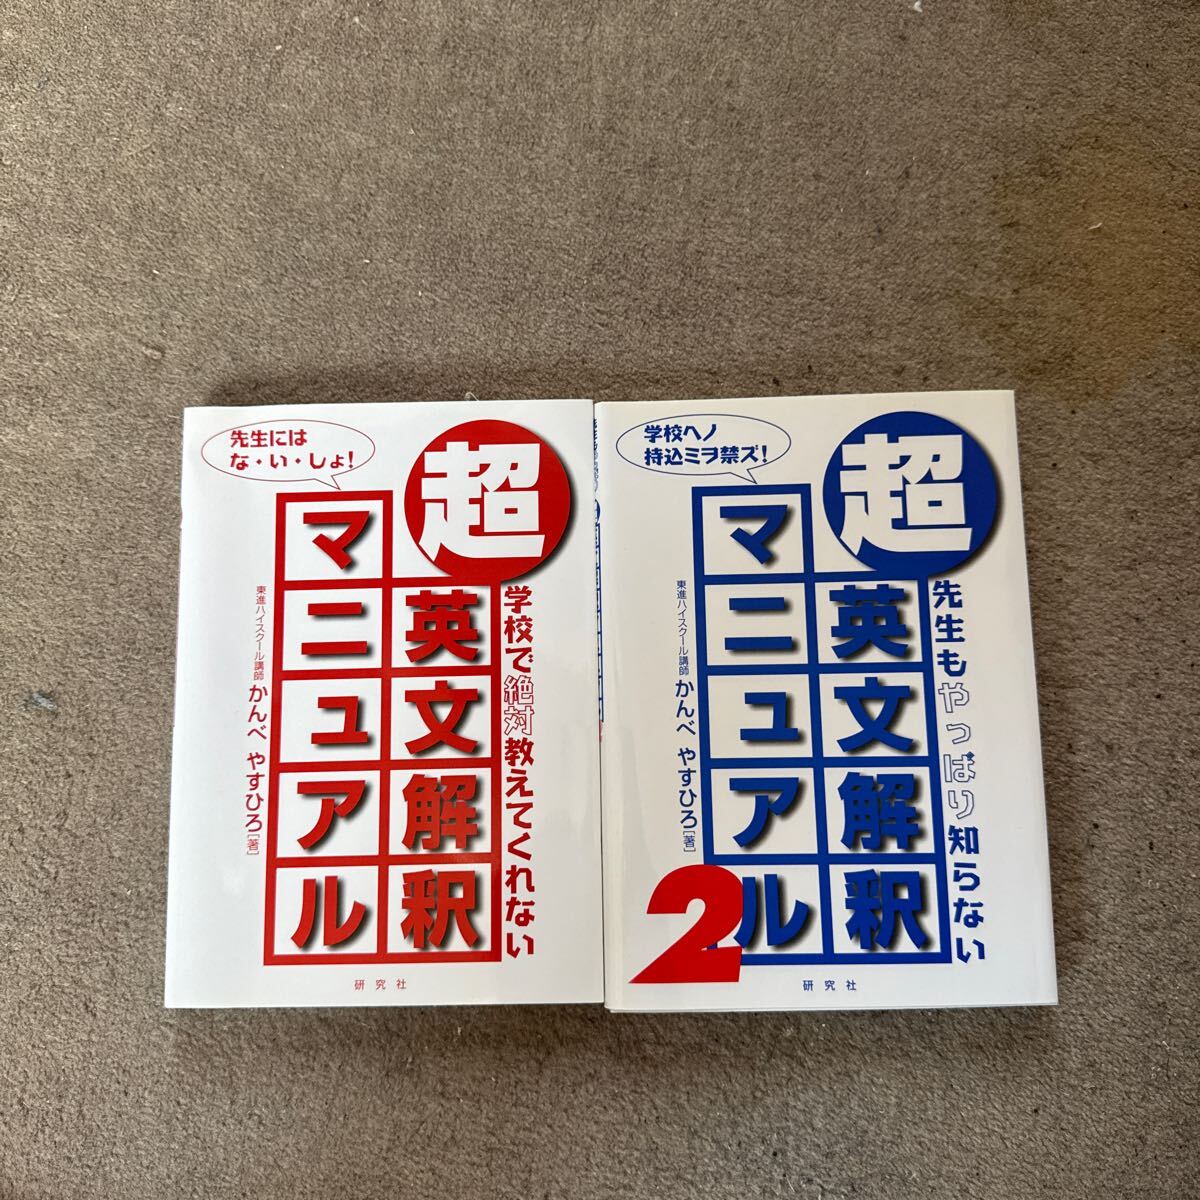 先生には
な・い・しょ!
超
英文解釈
マニュアル
学校で絶対教えてくれない
東進ハイスクール講師 かんべ やすひろ[著]
研究社
学校ヘノ
持込ミヲ禁ズ!
超
英文解釈
マニュアル
2
先生もやっぱり知らない
東進ハイスクール講師 かんべ やすひろ[著]
研究社